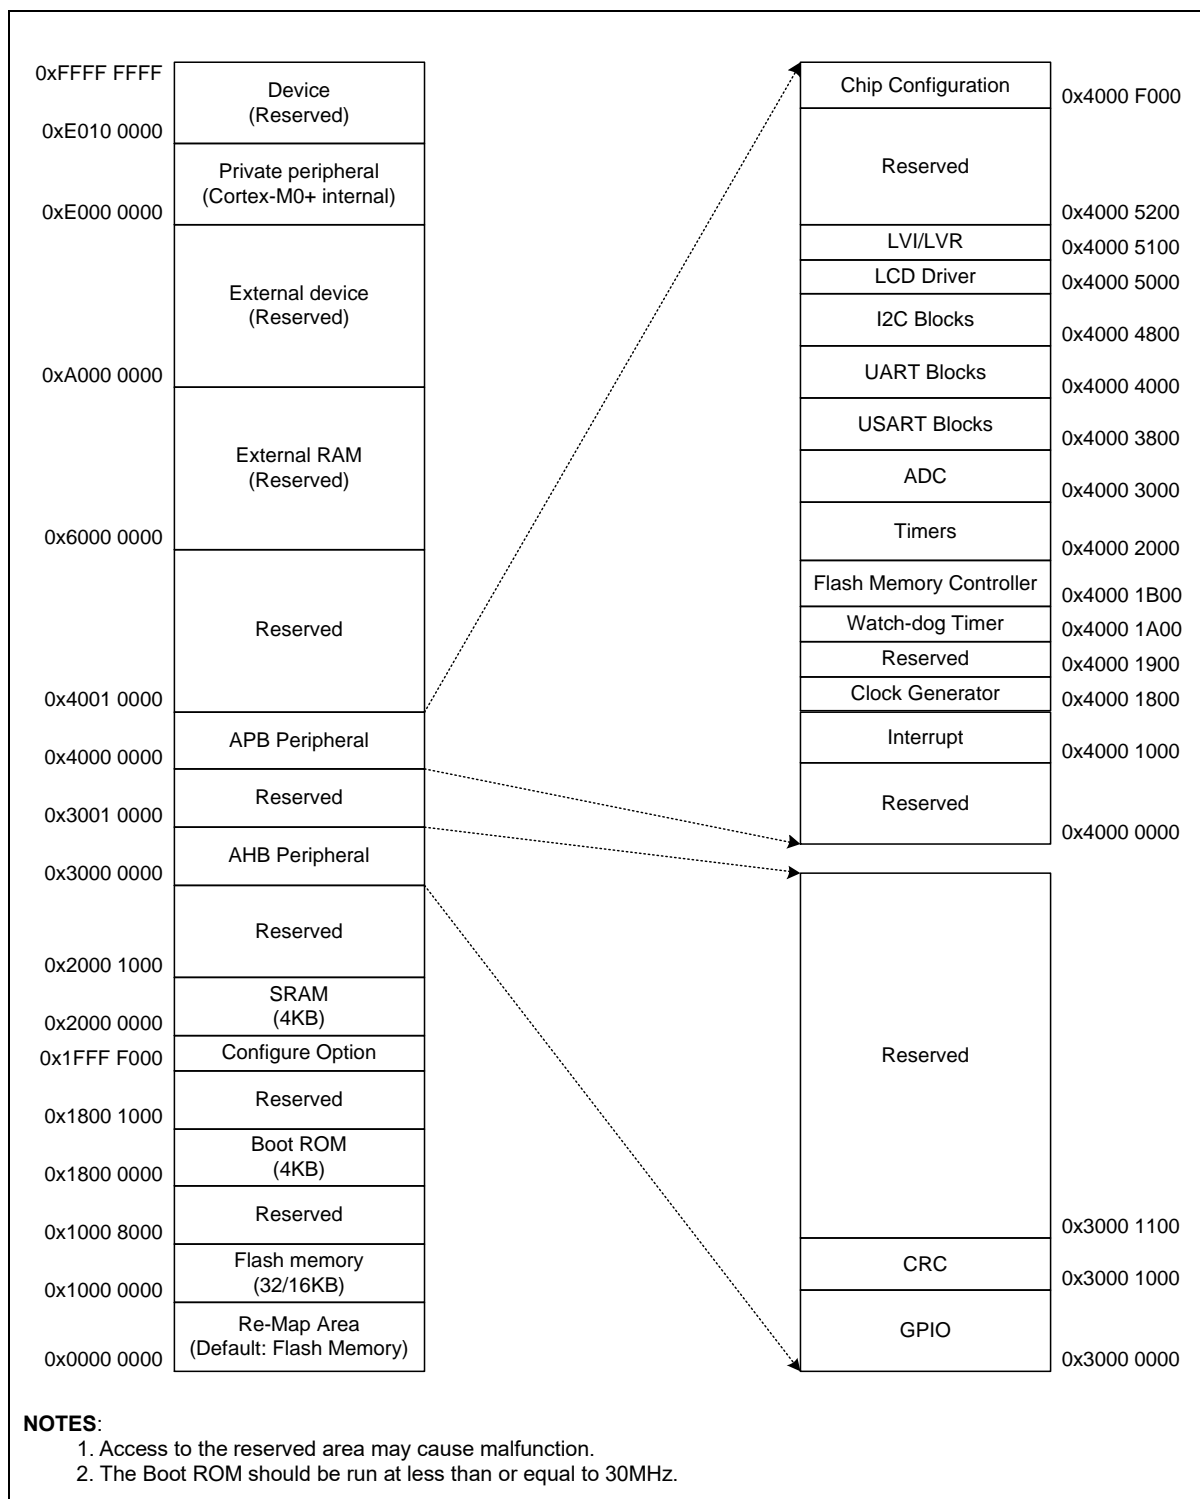 0xFFFF FFFF
Device
(Reserved)
0xE010 0000
Private peripheral
(Cortex-M0+ internal)
0xE000 0000
External device
(Reserved)
0xA000 0000
External RAM
(Reserved)
0x6000 0000
Reserved
0x4001 0000
APB Peripheral
0x4000 0000
Reserved
0x3001 0000
AHB Peripheral
0x3000 0000
Reserved
0x2000 1000
SRAM
(4KB)
0x2000 0000
Configure Option
0x1FFF F000
Reserved
0x1800 1000
Boot ROM
(4KB)
0x1800 0000
Reserved
0x1000 8000
Flash memory
(32/16KB)
0x1000 0000
Re-Map Area
(Default: Flash Memory)
0x0000 0000
Chip Configuration
0x4000 F000
Reserved
0x4000 5200
LVI/LVR
0x4000 5100
LCD Driver
0x4000 5000
I2C Blocks
0x4000 4800
UART Blocks
0x4000 4000
USART Blocks
0x4000 3800
ADC
0x4000 3000
Timers
0x4000 2000
Flash Memory Controller
0x4000 1B00
Watch-dog Timer
0x4000 1A00
Reserved
0x4000 1900
Clock Generator
0x4000 1800
Interrupt
0x4000 1000
Reserved
0x4000 0000
Reserved
0x3000 1100
CRC
0x3000 1000
GPIO
0x3000 0000
NOTES:
1. Access to the reserved area may cause malfunction.
2. The Boot ROM should be run at less than or equal to 30MHz.